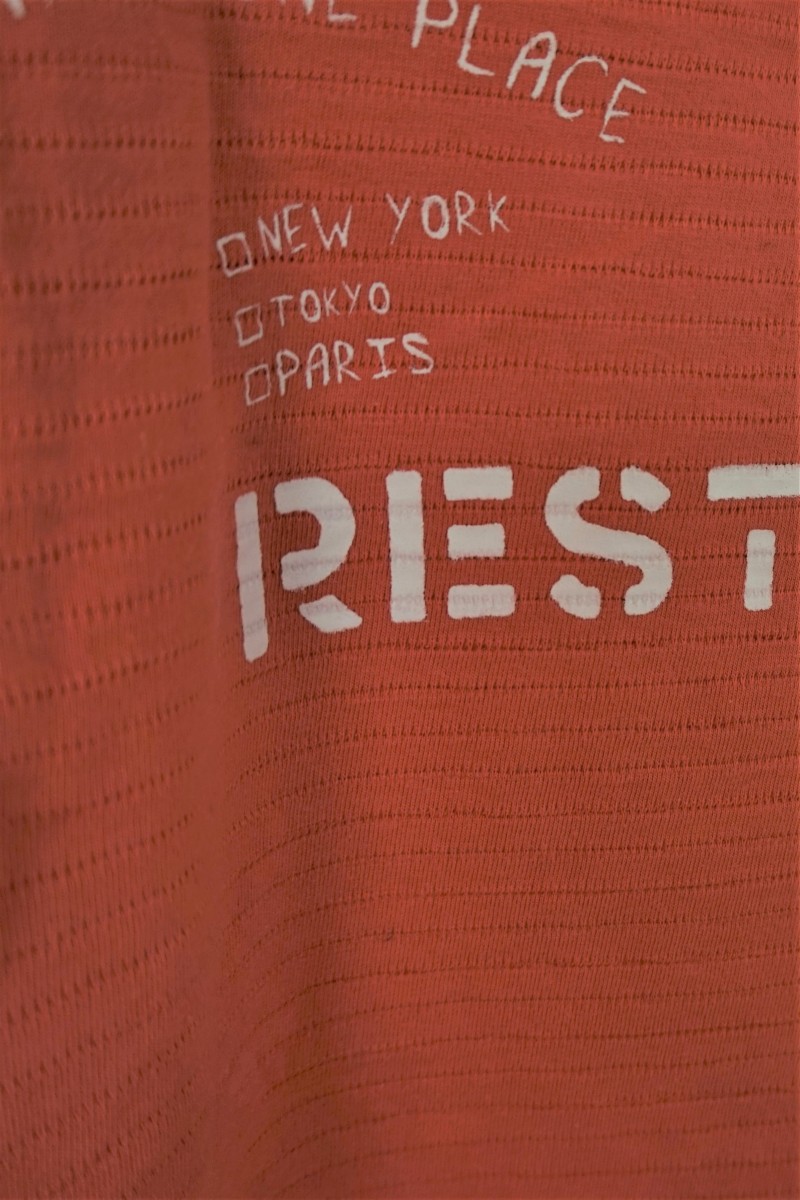 PLACE
☐NEW YORK
☐TOKYO
☐PARIS
REST